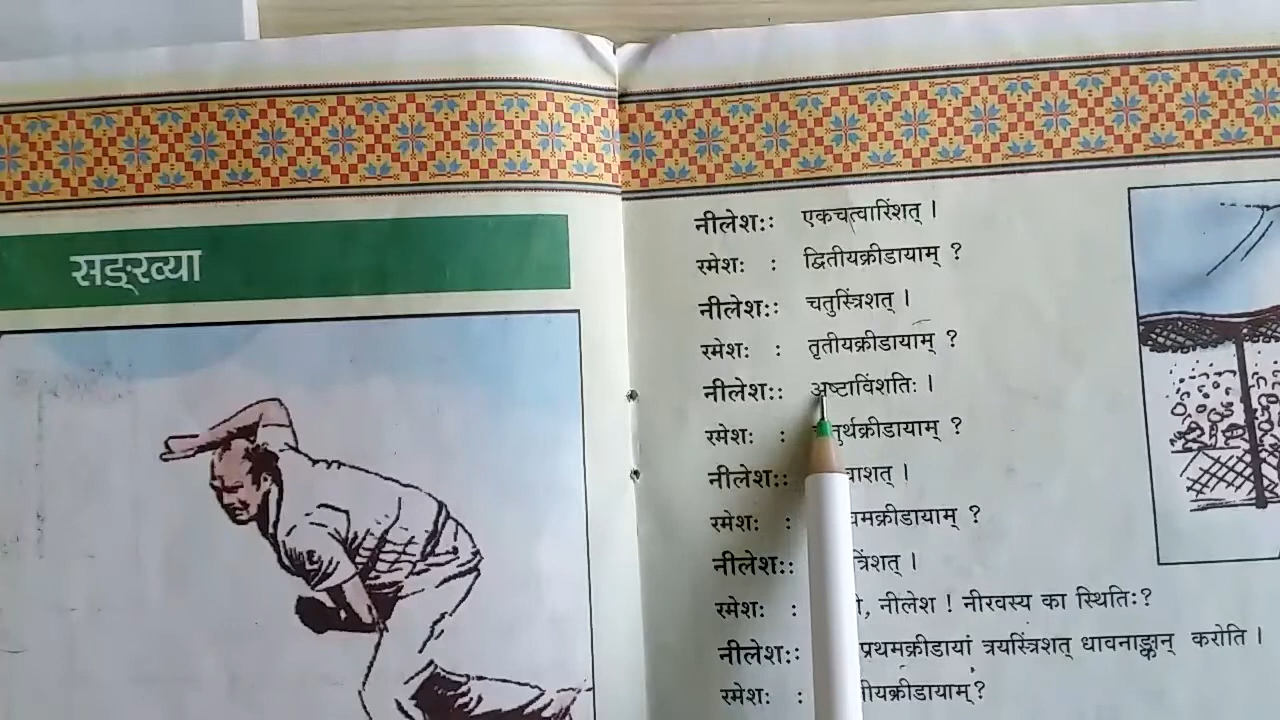 सङ्ख्या
नीलेशः : एकचत्वारिंशत् ।
रमेशः : द्वितीयक्रीडायाम् ?
नीलेशः : चतुस्त्रिंशत् ।
रमेशः : तृतीयक्रीडायाम् ?
नीलेशः : अष्टाविंशतिः ।
रमेशः : क्रीडायाम् ?
नीलेशः : ।
रमेशः : क्रीडायाम् ?
नीलेशः : त्रिंशत् ।
रमेशः : , नीलेश ! नीरवस्य का स्थितिः?
नीलेशः : प्रथमक्रीडायां त्रयस्त्रिंशत् धावनाङ्कान् करोति ।
रमेशः : तीयक्रीडायाम्?